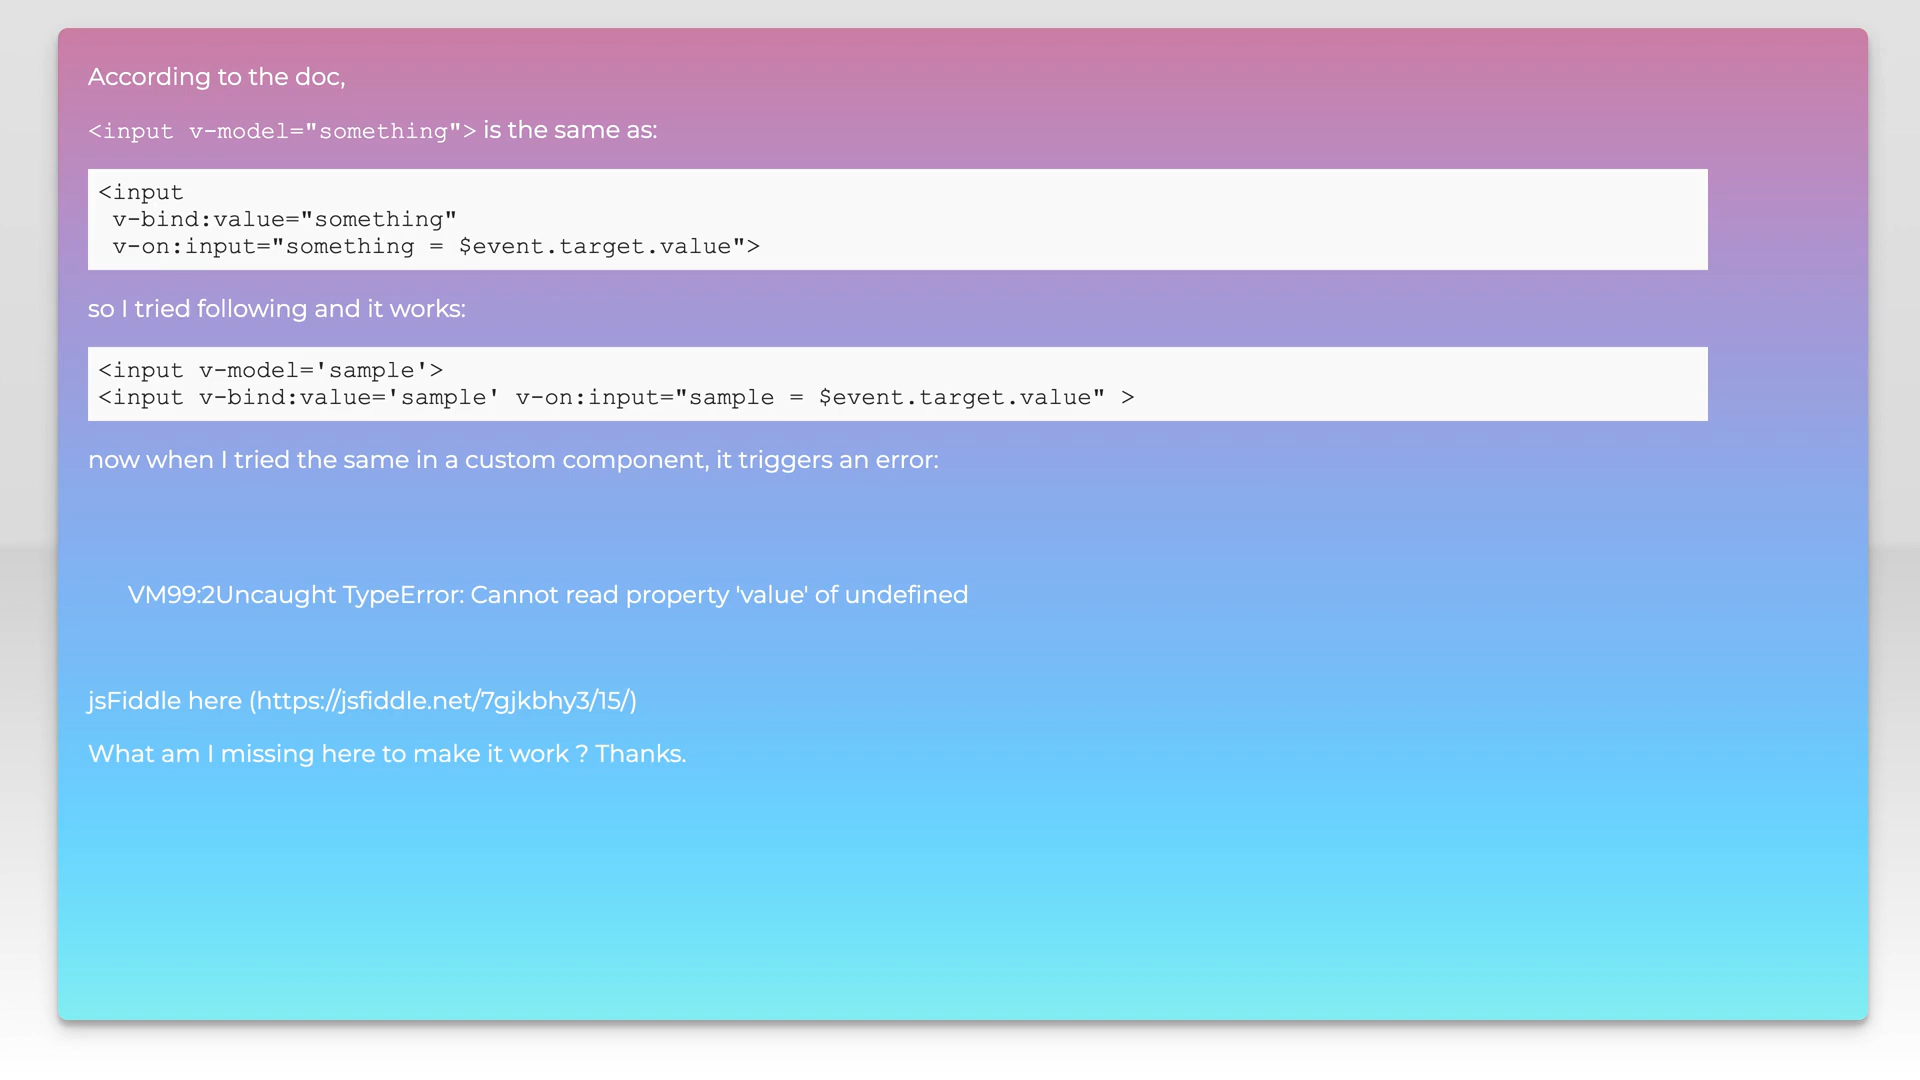 According to the doc,
<input v-model="something"> is the same as:
<input
v-bind:value="something"
v-on:input="something = $event.target.value">
so I tried following and it works:
<input v-model='sample'>
<input v-bind:value='sample' v-on:input="sample = $event.target.value" >
now when I tried the same in a custom component, it triggers an error:
VM99:2Uncaught TypeError: Cannot read property 'value' of undefined
jsFiddle here (https://jsfiddle.net/7gjkbhy3/15/)
What am I missing here to make it work ? Thanks.